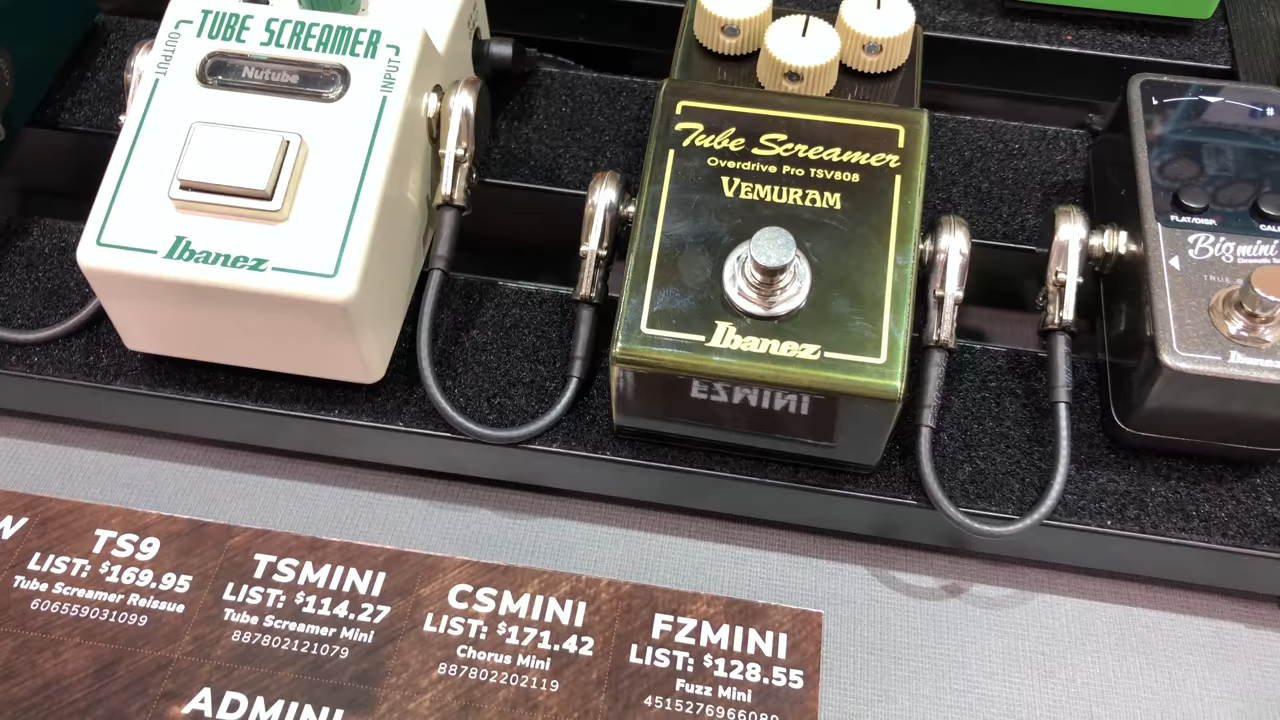 TUBE SCREAMER
OUTPUT
INPUT
Nutube
Ibanez
Tube Screamer
Overdrive Pro TSV808
VEMURAM
Ibanez
FZMINI
FLAT/DISP.
Big mini
W
TS9
LIST: $169.95
Tube Screamer Reissue
606559031099
TSMINI
LIST: $114.27
Tube Screamer Mini
887802121079
CSMINI
LIST: $171.42
Chorus Mini
887802202119
FZMINI
LIST: $128.55
Fuzz Mini
4515276966089
ADMINI